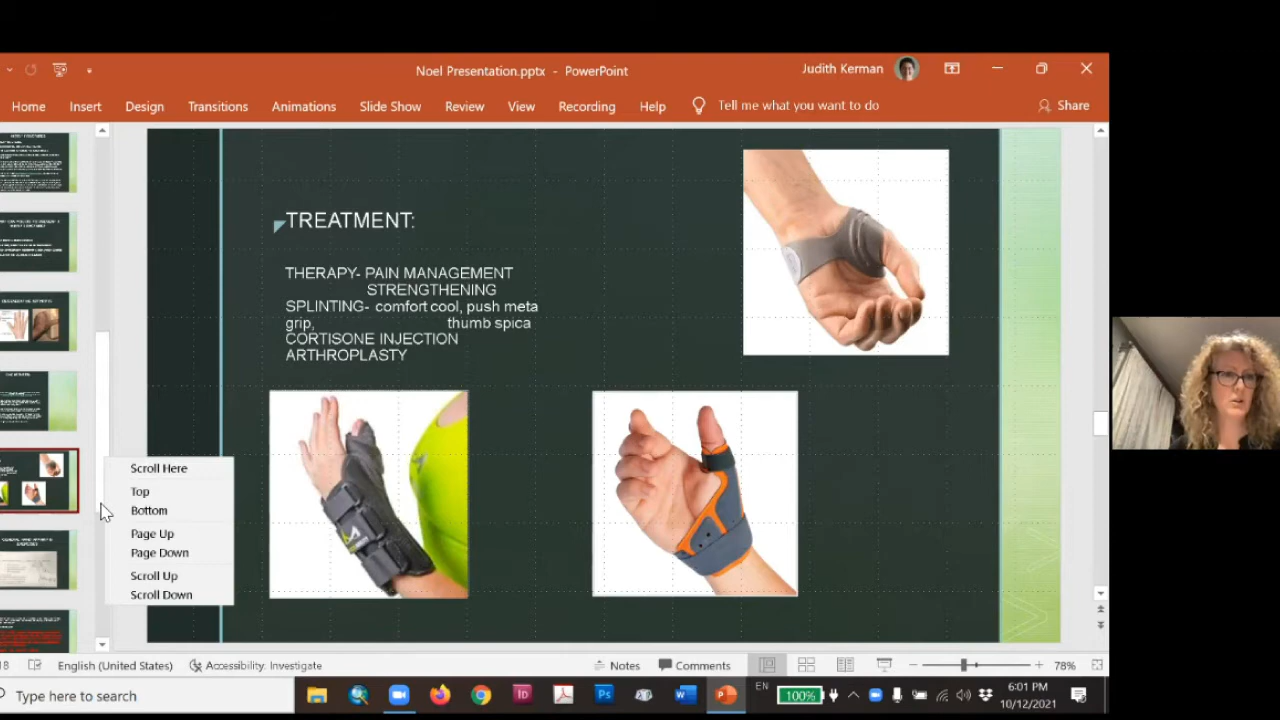 Noel Presentation.pptx - PowerPoint
Judith Kerman
Home Insert Design Transitions Animations Slide Show Review View Recording Help Tell me what you want to do Share
TREATMENT:
THERAPY- PAIN MANAGEMENT
STRENGTHENING
SPLINTING- comfort cool, push meta
grip, thumb spica
CORTISONE INJECTION
ARTHROPLASTY
Scroll Here
Top
Bottom
Page Up
Page Down
Scroll Up
Scroll Down
English (United States) Accessibility: Investigate Notes Comments 78%
Type here to search
EN
100%
6:01 PM
10/12/2021